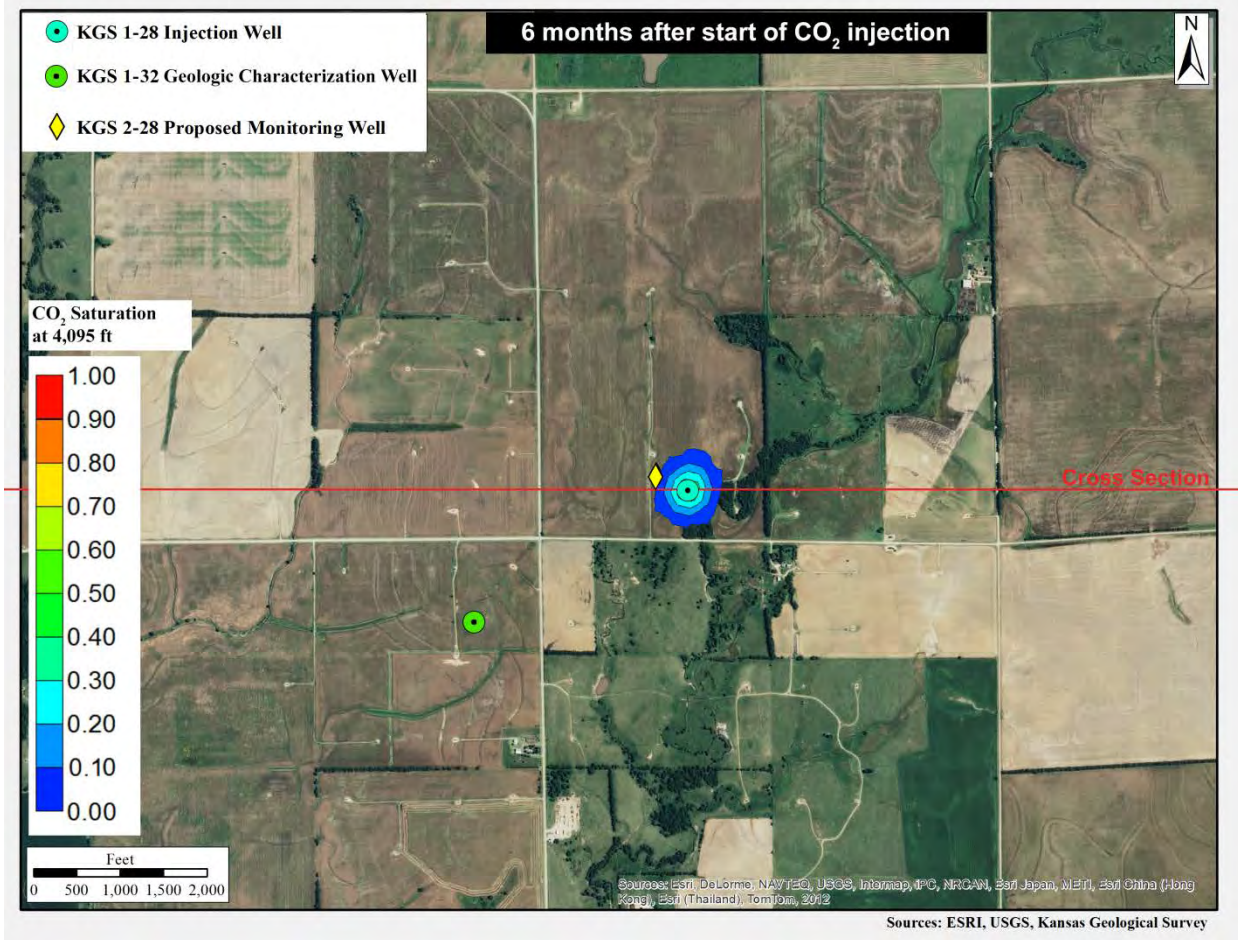 KGS 1-28 Injection Well
KGS 1-32 Geologic Characterization Well
KGS 2-28 Proposed Monitoring Well
6 months after start of CO₂ injection
N
CO₂ Saturation
at 4,095 ft
1.00
0.90
0.80
0.70
0.60
0.50
0.40
0.30
0.20
0.10
0.00
Cross Section
Feet
0 500 1,000 1,500 2,000
Sources: Esri, DeLorme, NAVTEQ, USGS, Intermap, iPC, NRCAN, Esri Japan, METI, Esri China (Hong
Kong), Esri (Thailand), TomTom, 2012
Sources: ESRI, USGS, Kansas Geological Survey